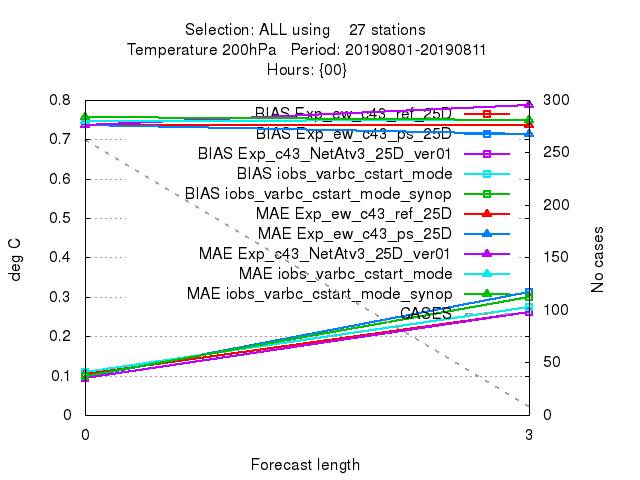 Selection: ALL using    27 stations
Temperature 200hPa   Period: 20190801-20190811
Hours: {00}
0.8
0.7
0.6
0.5
0.4
0.3
0.2
0.1
0
deg C
BIAS Exp_ew_c43_ref_25D
BIAS Exp_ew_c43_ps_25D
BIAS Exp_c43_NetAtv3_25D_ver01
BIAS iobs_varbc_cstart_mode
BIAS iobs_varbc_cstart_mode_synop
MAE Exp_ew_c43_ref_25D
MAE Exp_ew_c43_ps_25D
MAE Exp_c43_NetAtv3_25D_ver01
MAE iobs_varbc_cstart_mode
MAE iobs_varbc_cstart_mode_synop
CASES
300
250
200
150
100
50
0
No cases
0
3
Forecast length